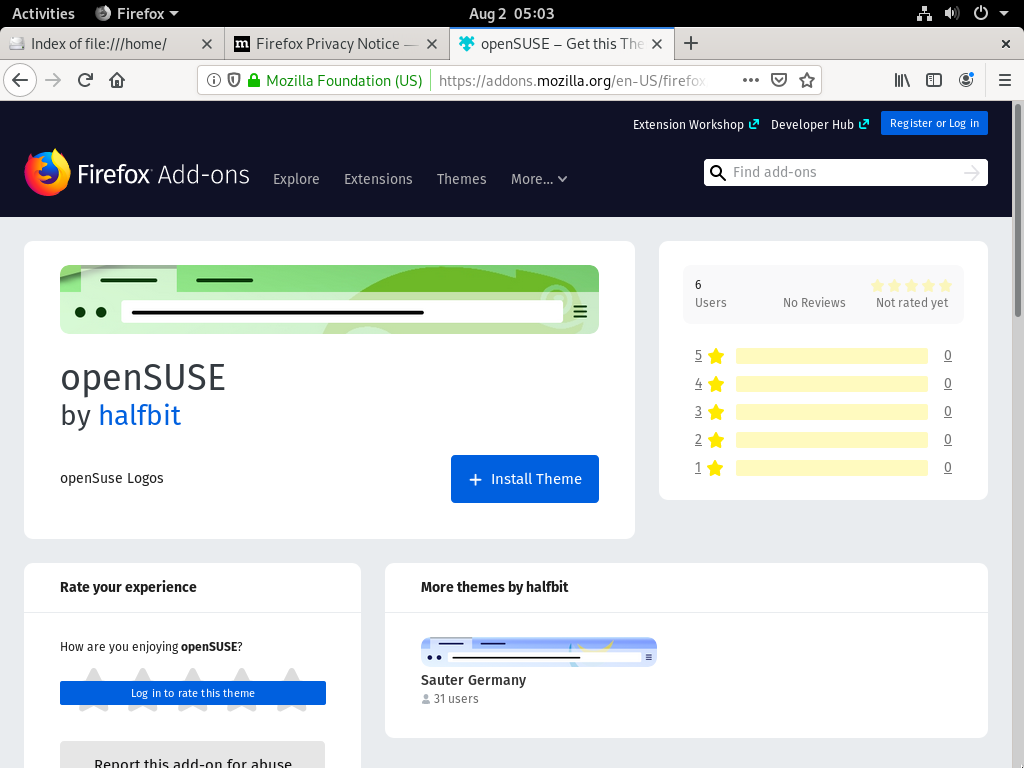 Activities Firefox Aug 2 05:03
Index of file:///home/ Firefox Privacy Notice — openSUSE – Get this The
Mozilla Foundation (US) https://addons.mozilla.org/en-US/firefox
Extension Workshop Developer Hub Register or Log in
Firefox Add-ons Explore Extensions Themes More... Find add-ons
openSUSE
by halfbit
openSuse Logos
Install Theme
6
Users No Reviews Not rated yet
5 0
4 0
3 0
2 0
1 0
Rate your experience
How are you enjoying openSUSE?
Log in to rate this theme
Report this add-on for abuse
More themes by halfbit
Sauter Germany
31 users